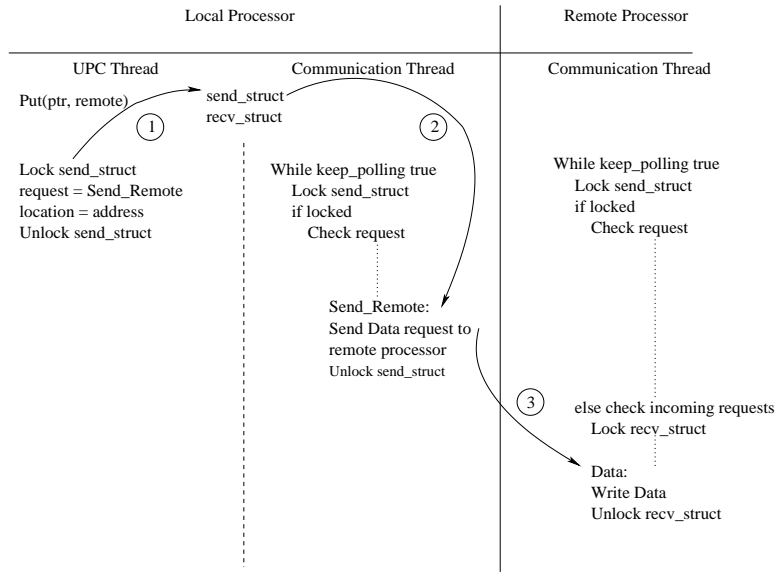 Local Processor
Remote Processor
UPC Thread
Communication Thread
Communication Thread
Put(ptr, remote)
send_struct
recv_struct
1
2
Lock send_struct
request = Send_Remote
location = address
Unlock send_struct
While keep_polling true
Lock send_struct
if locked
Check request
Send_Remote:
Send Data request to
remote processor
Unlock send_struct
While keep_polling true
Lock send_struct
if locked
Check request
3
else check incoming requests
Lock recv_struct
Data:
Write Data
Unlock recv_struct